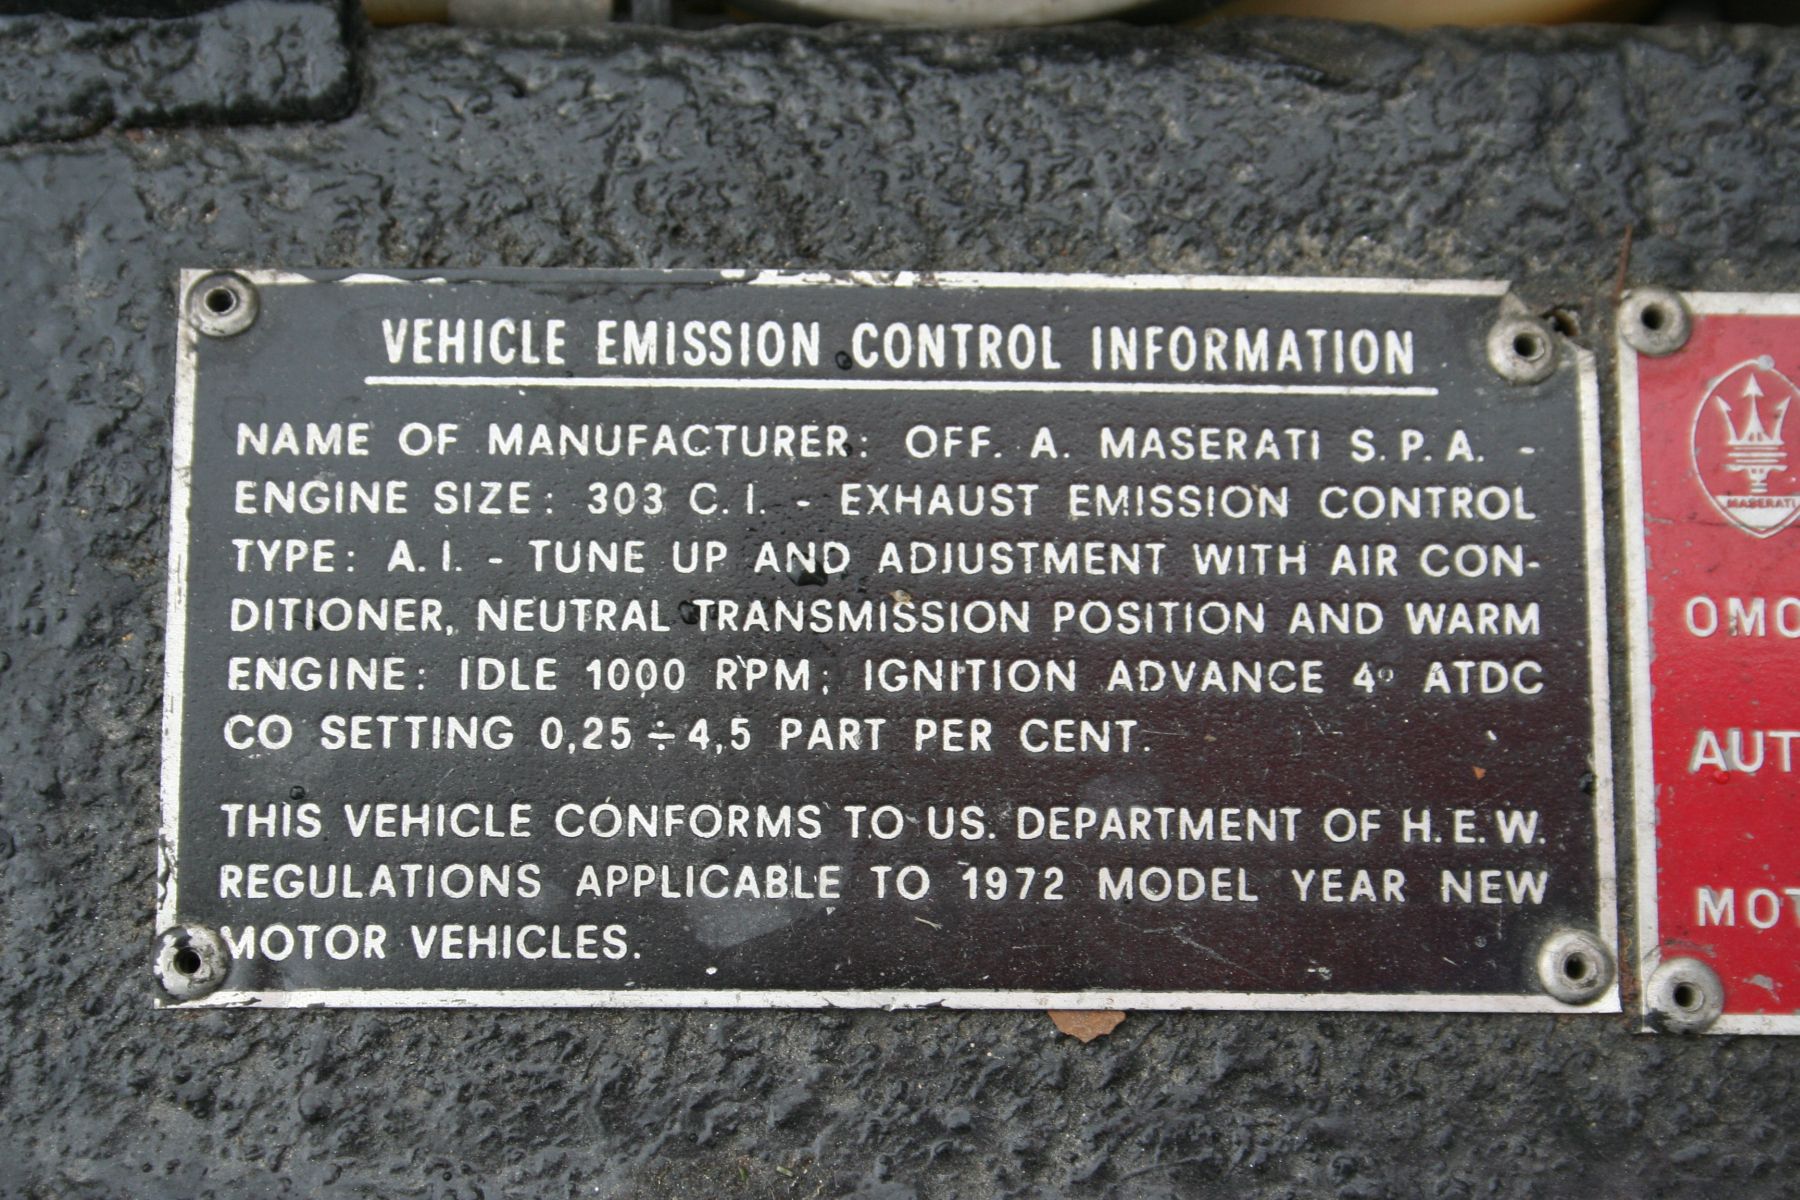 VEHICLE EMISSION CONTROL INFORMATION
NAME OF MANUFACTURER: OFF. A. MASERATI S.P.A. -
ENGINE SIZE: 303 C.I. - EXHAUST EMISSION CONTROL
TYPE: A.I. - TUNE UP AND ADJUSTMENT WITH AIR CON-
DITIONER, NEUTRAL TRANSMISSION POSITION AND WARM
ENGINE: IDLE 1000 RPM; IGNITION ADVANCE 4° ATDC
CO SETTING 0,25 ÷ 4,5 PART PER CENT.
THIS VEHICLE CONFORMS TO US. DEPARTMENT OF H.E.W.
REGULATIONS APPLICABLE TO 1972 MODEL YEAR NEW
MOTOR VEHICLES.
MASERATI